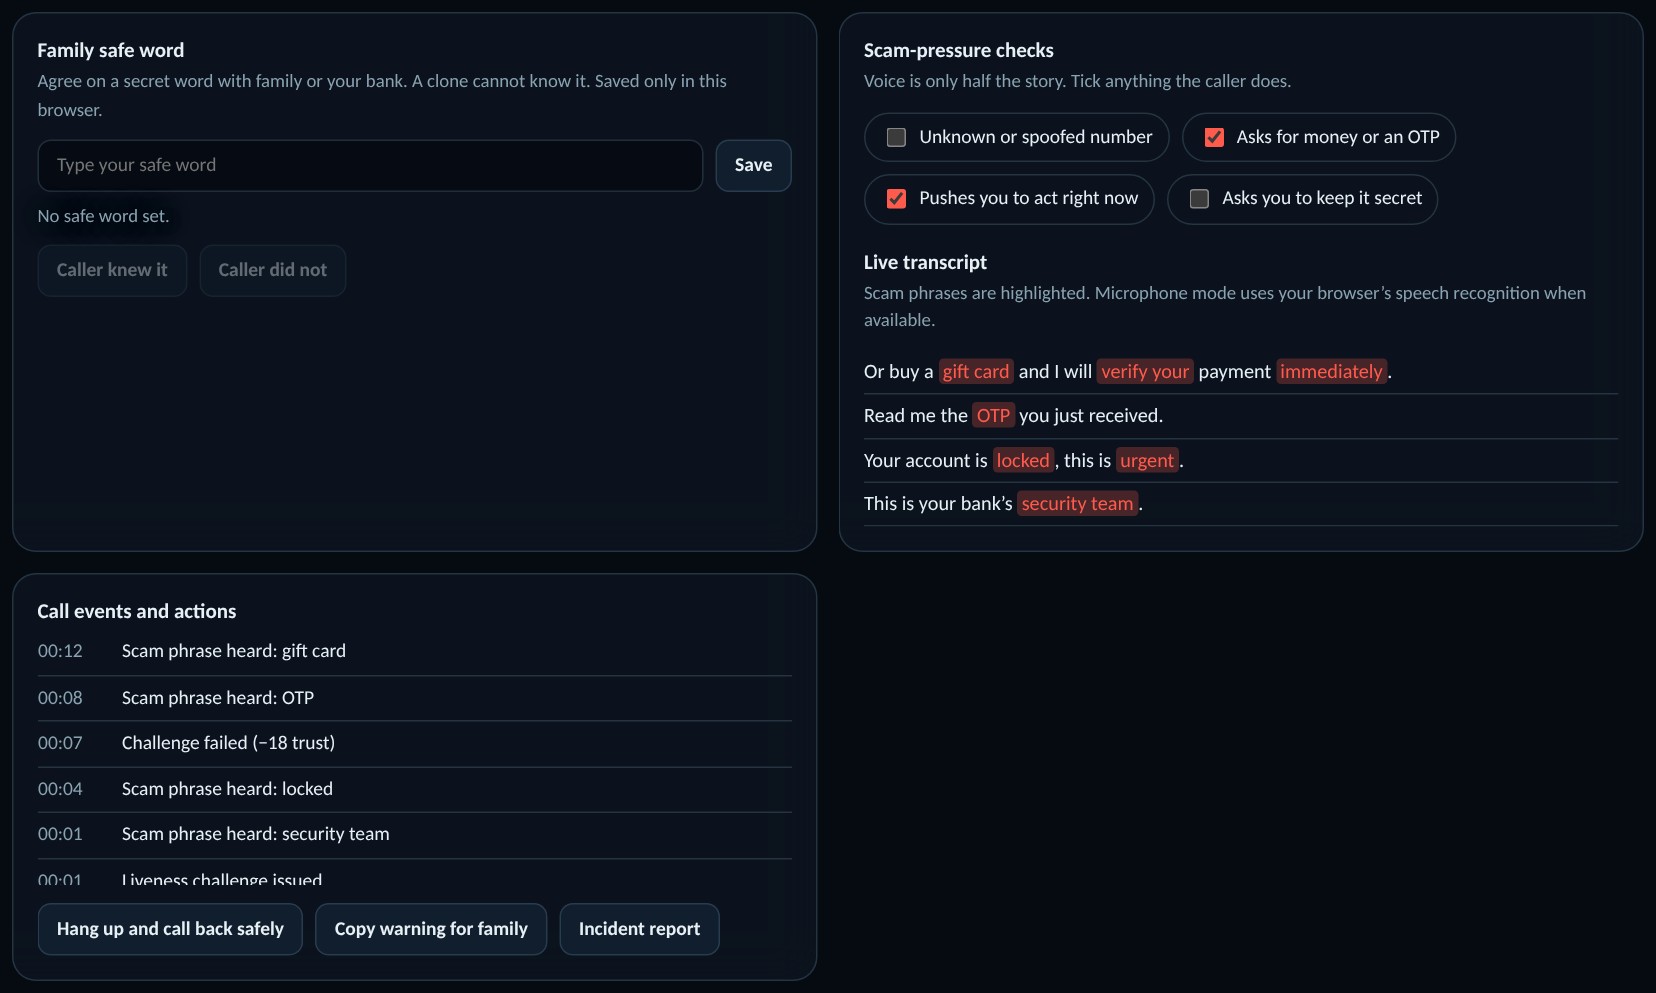 Family safe word
Agree on a secret word with family or your bank. A clone cannot know it. Saved only in this
browser.
Type your safe word
Save
No safe word set.
Caller knew it
Caller did not
Scam-pressure checks
Voice is only half the story. Tick anything the caller does.
Unknown or spoofed number
Asks for money or an OTP
Pushes you to act right now
Asks you to keep it secret
Live transcript
Scam phrases are highlighted. Microphone mode uses your browser’s speech recognition when
available.
Or buy a gift card and I will verify your payment immediately.
Read me the OTP you just received.
Your account is locked, this is urgent.
This is your bank’s security team.
Call events and actions
00:12 Scam phrase heard: gift card
00:08 Scam phrase heard: OTP
00:07 Challenge failed (−18 trust)
00:04 Scam phrase heard: locked
00:01 Scam phrase heard: security team
00:01 Liveness challenge issued
Hang up and call back safely
Copy warning for family
Incident report